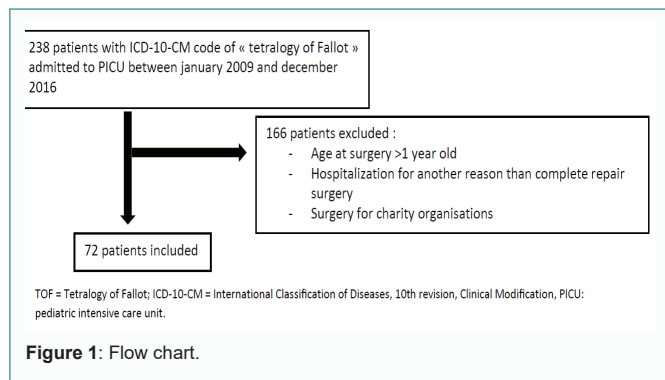 238 patients with ICD-10-CM code of « tetralogy of Fallot »
admitted to PICU between january 2009 and december
2016
166 patients excluded :
- Age at surgery >1 year old
- Hospitalization for another reason than complete repair
surgery
- Surgery for charity organisations
72 patients included
TOF = Tetralogy of Fallot; ICD-10-CM = International Classification of Diseases, 10th revision, Clinical Modification, PICU:
pediatric intensive care unit.
Figure 1: Flow chart.